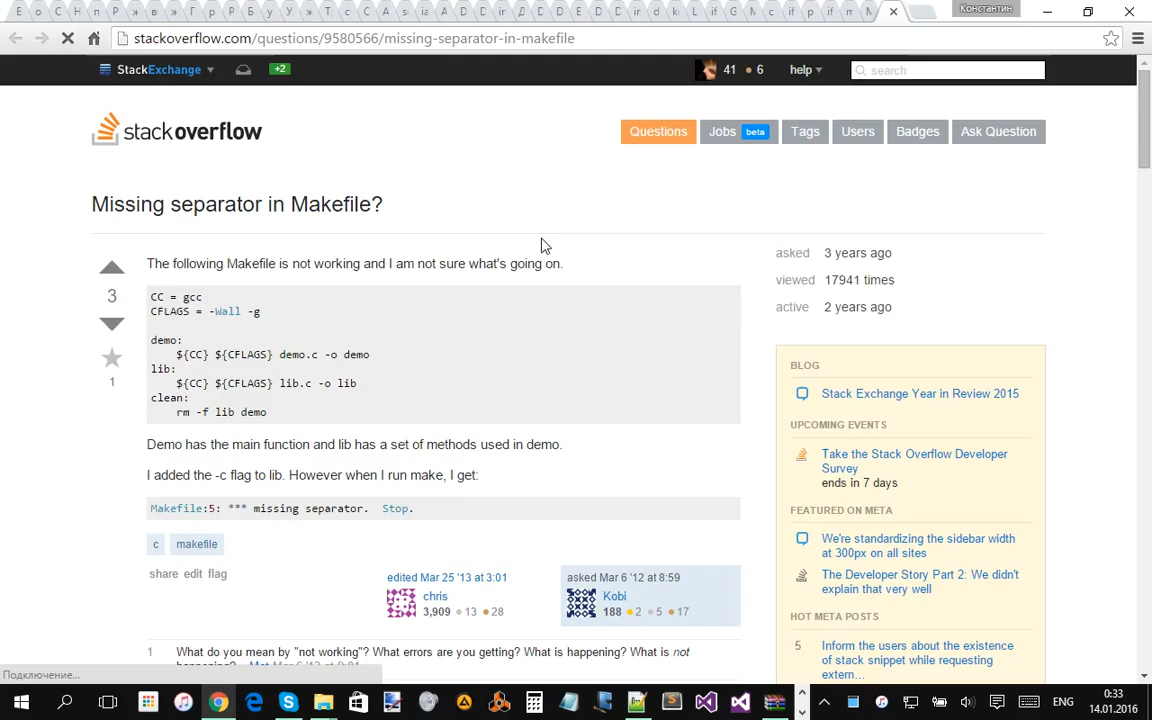 Константин
stackoverflow.com/questions/9580566/missing-separator-in-makefile
StackExchange +2 41 6 help search
stackoverflow Questions Jobs beta Tags Users Badges Ask Question
Missing separator in Makefile?
The following Makefile is not working and I am not sure what's going on.
3
CC = gcc
CFLAGS = -Wall -g
demo:
${CC} ${CFLAGS} demo.c -o demo
lib:
${CC} ${CFLAGS} lib.c -o lib
clean:
rm -f lib demo
1
Demo has the main function and lib has a set of methods used in demo.
I added the -c flag to lib. However when I run make, I get:
Makefile:5: *** missing separator. Stop.
c makefile
share edit flag
edited Mar 25 '13 at 3:01
chris
3,909 13 28
asked Mar 6 '12 at 8:59
Kobi
188 2 5 17
1 What do you mean by "not working"? What errors are you getting? What is happening? What is not
asked 3 years ago
viewed 17941 times
active 2 years ago
BLOG
Stack Exchange Year in Review 2015
UPCOMING EVENTS
Take the Stack Overflow Developer
Survey
ends in 7 days
FEATURED ON META
We're standardizing the sidebar width
at 300px on all sites
The Developer Story Part 2: We didn't
explain that very well
HOT META POSTS
5 Inform the users about the existence
of stack snippet while requesting
extern...
Подключение...
ENG
0:33
14.01.2016